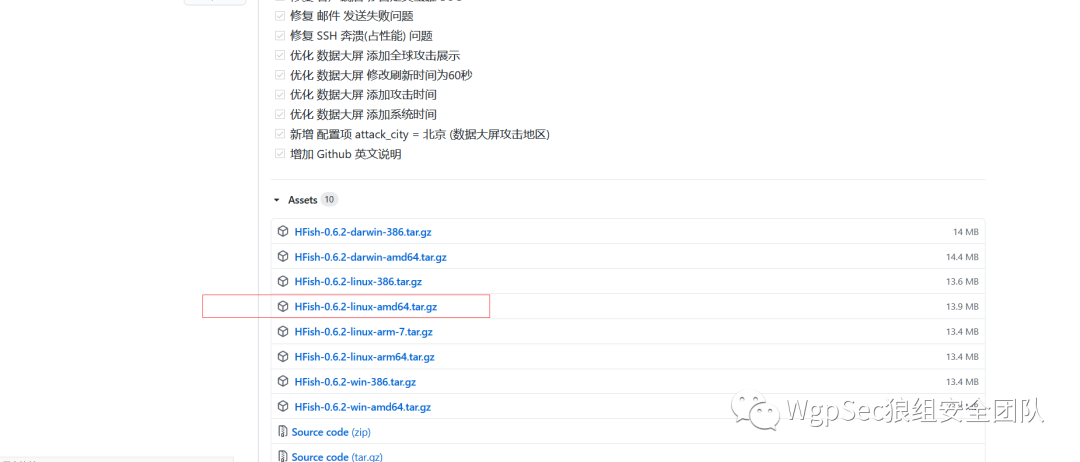 修复 邮件 发送失败问题
修复 SSH 奔溃(占性能) 问题
优化 数据大屏 添加全球攻击展示
优化 数据大屏 修改刷新时间为60秒
优化 数据大屏 添加攻击时间
优化 数据大屏 添加系统时间
新增 配置项 attack_city = 北京 (数据大屏攻击地区)
增加 Github 英文说明
Assets 10
HFish-0.6.2-darwin-386.tar.gz 14 MB
HFish-0.6.2-darwin-amd64.tar.gz 14.4 MB
HFish-0.6.2-linux-386.tar.gz 13.6 MB
HFish-0.6.2-linux-amd64.tar.gz 13.9 MB
HFish-0.6.2-linux-arm-7.tar.gz 13.4 MB
HFish-0.6.2-linux-arm64.tar.gz 13.4 MB
HFish-0.6.2-win-386.tar.gz 13.4 MB
HFish-0.6.2-win-amd64.tar.gz
WgpSec狼组安全团队
Source code (zip)
Source code (tar.gz)